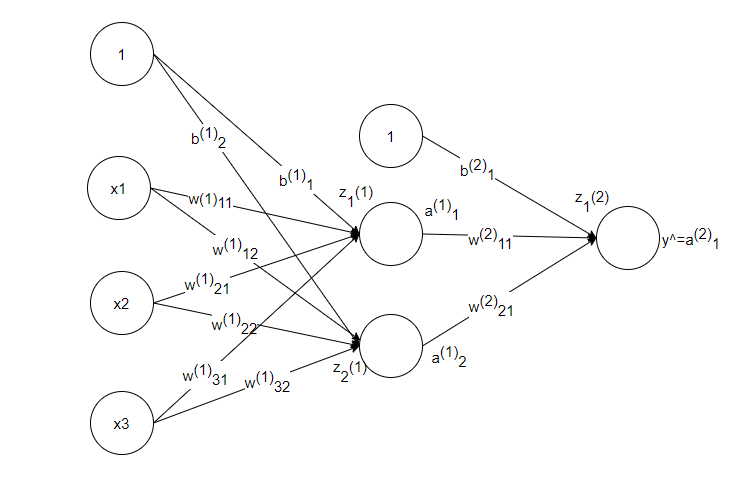 1
b(1)2
b(1)1
x1
w(1)11
w(1)12
x2
w(1)21
w(1)22
x3
w(1)31
w(1)32
1
b(2)1
z1(1)
a(1)1
w(2)11
z2(1)
a(1)2
w(2)21
z1(2)
y^=a(2)1